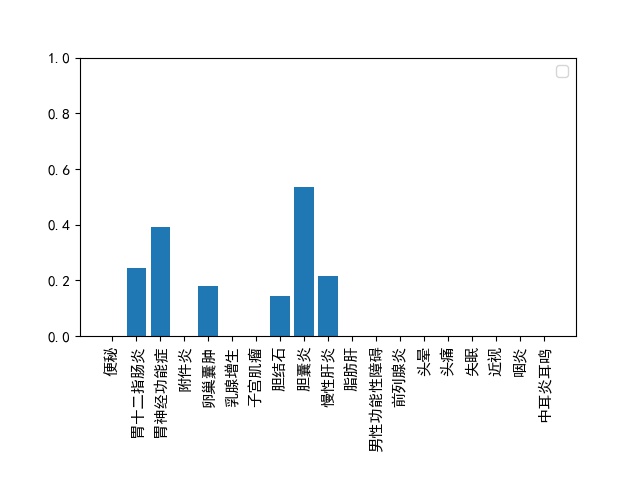 1.0
0.8
0.6
0.4
0.2
0.0
便秘
胃十二指肠炎
胃神经功能症
附件炎
卵巢囊肿
乳腺增生
子宫肌瘤
胆结石
胆囊炎
慢性肝炎
脂肪肝
男性功能性障碍
前列腺炎
头晕
头痛
失眠
近视
咽炎
中耳炎耳鸣